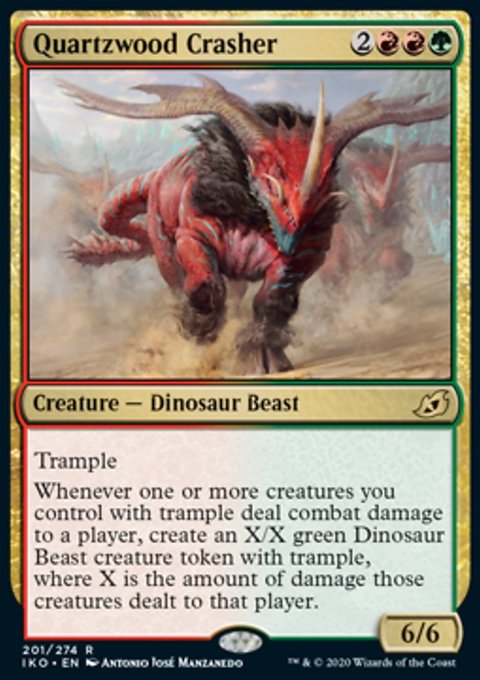 Quartzwood Crasher 2
Creature — Dinosaur Beast
Trample
Whenever one or more creatures you
control with trample deal combat damage
to a player, create an X/X green Dinosaur
Beast creature token with trample,
where X is the amount of damage those
creatures dealt to that player.
6/6
201/274 R
IKO • EN Antonio José Manzanedo
™ & © 2020 Wizards of the Coast